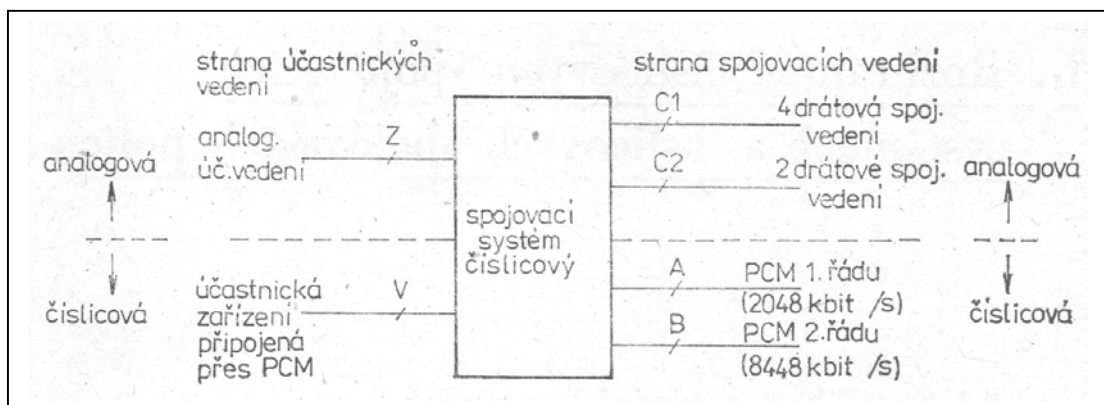 strana účastnických
vedení
strana spojovacích vedení
analogová
analog.
úč.vedení
Z
C1
4 drátová spoj.
vedení
C2
2 drátové spoj.
vedení
analogová
spojovací
systém
číslicový
číslicová
účastnická
zařízení
připojená
přes PCM
V
A
PCM 1. řádu
(2048 kbit /s)
B
PCM 2.řádu
(8448 kbit /s)
číslicová